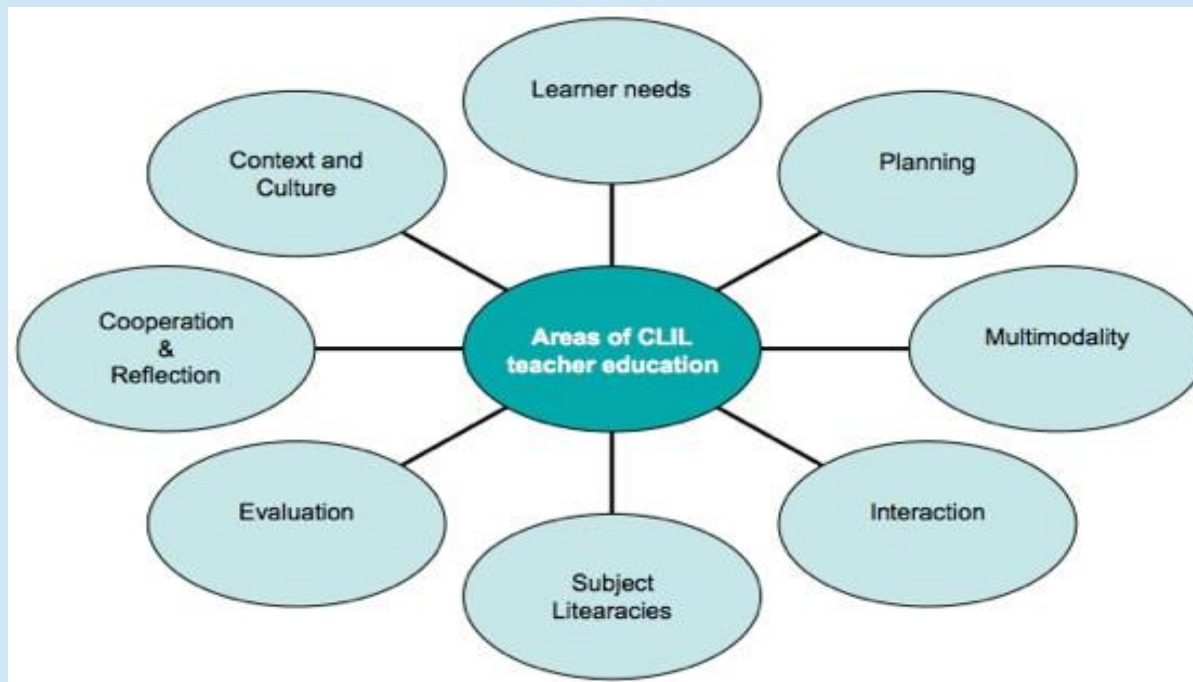 Learner needs
Context and
Culture
Planning
Cooperation
&
Reflection
Areas of CLIL
teacher education
Multimodality
Evaluation
Interaction
Subject
Litearacies